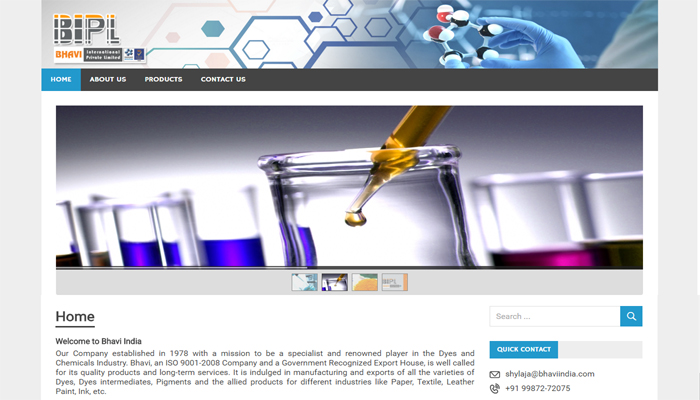 BIPL
BHAVI International Private Limited
HOME ABOUT US PRODUCTS CONTACT US
Home
Search ...
Welcome to Bhavi India
QUICK CONTACT
Our Company established in 1978 with a mission to be a specialist and renowned player in the Dyes and
Chemicals Industry. Bhavi, an ISO 9001-2008 Company and a Government Recognized Export House, is well called
for its quality products and long-term services. It is indulged in manufacturing and exports of all the varieties of
Dyes, Dyes intermediates, Pigments and the allied products for different industries like Paper, Textile, Leather
Paint, Ink, etc.
shylaja@bhaviindia.com
+91 99872-72075